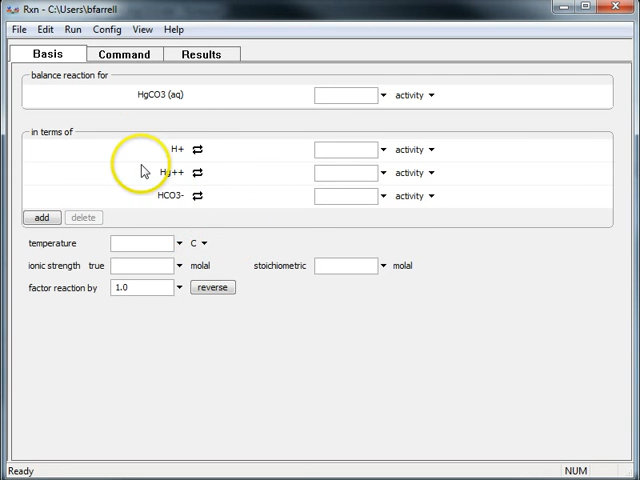 Rxn - C:\Users\bfarrell
File Edit Run Config View Help
Basis Command Results
balance reaction for
HgCO3 (aq) activity
in terms of
H+ activity
Hg++ activity
HCO3- activity
add delete
temperature C
ionic strength true molal stoichiometric molal
factor reaction by 1.0 reverse
Ready NUM